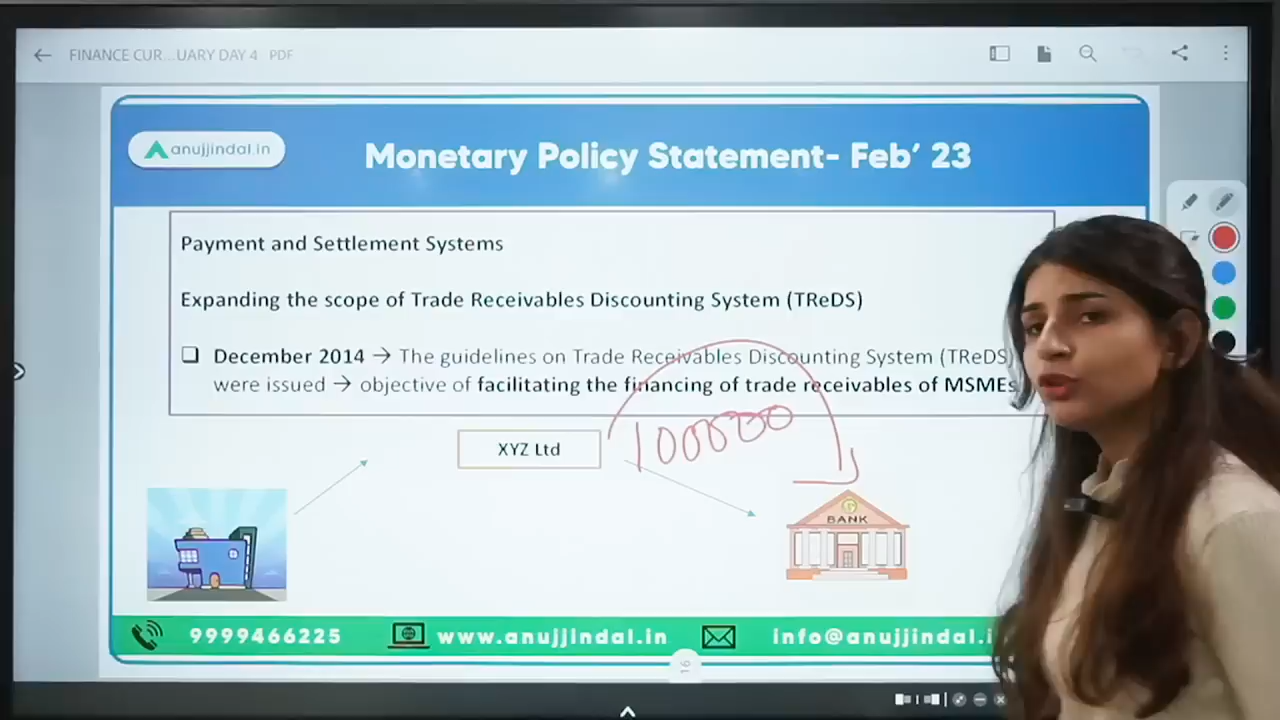 FINANCE CUR...UARY DAY 4 PDF
anujjindal.in
Monetary Policy Statement- Feb' 23
Payment and Settlement Systems
Expanding the scope of Trade Receivables Discounting System (TReDS)
❑ December 2014 → The guidelines on Trade Receivables Discounting System (TReDS)
were issued → objective of facilitating the financing of trade receivables of MSMEs
XYZ Ltd
100000
BANK
9999466225 www.anujjindal.in info@anujjindal.i
16